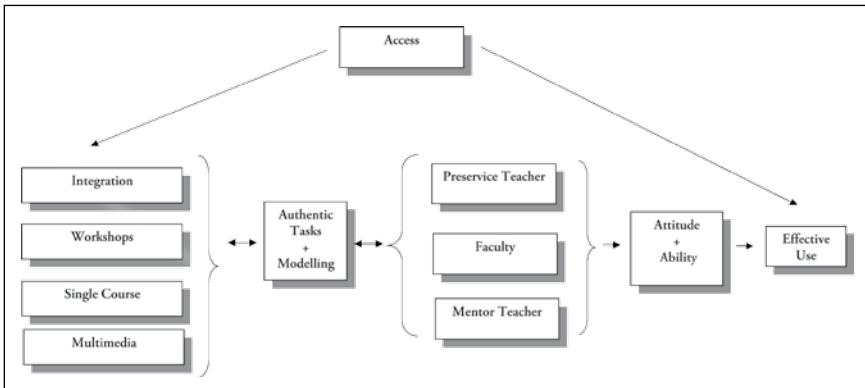 Access
Integration
Workshops
Single Course
Multimedia
Authentic
Tasks
+
Modelling
Preservice Teacher
Faculty
Mentor Teacher
Attitude
+
Ability
Effective
Use